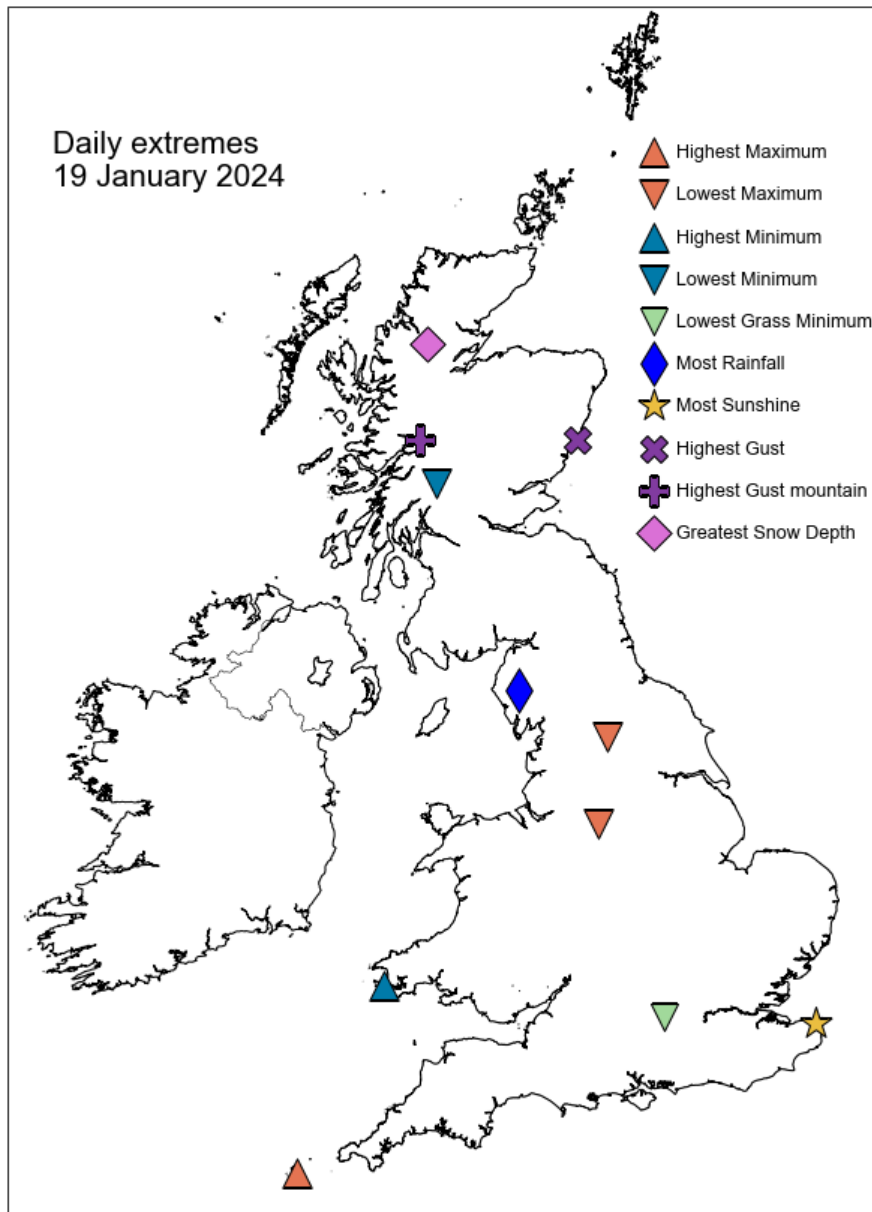 Daily extremes
19 January 2024
Highest Maximum
Lowest Maximum
Highest Minimum
Lowest Minimum
Lowest Grass Minimum
Most Rainfall
Most Sunshine
Highest Gust
Highest Gust mountain
Greatest Snow Depth